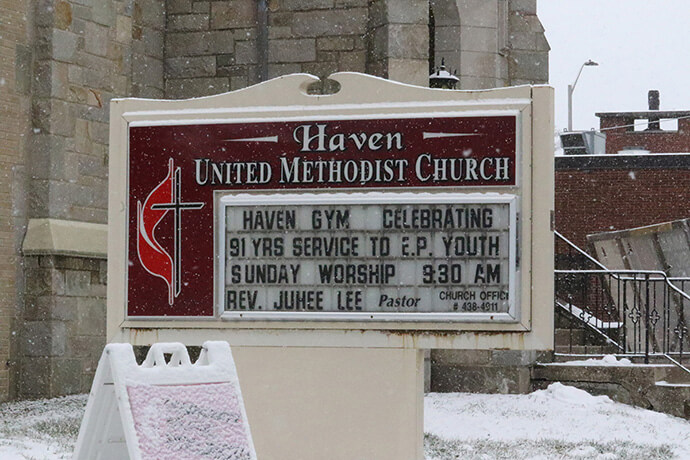 Haven
United Methodist Church
HAVEN GYM CELEBRATING
91 YRS SERVICE TO E.P. YOUTH
SUNDAY WORSHIP 9:30 AM
REV. JUHEE LEE Pastor
CHURCH OFFICE
# 438-4911